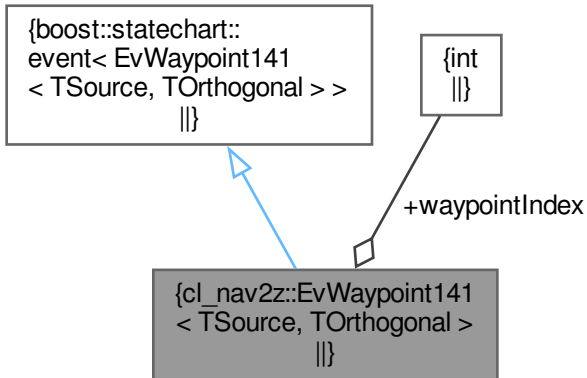 {boost::statechart::
event< EvWaypoint141
< TSource, TOrthogonal > >
||}
{int
||}
+waypointIndex
{cl_nav2z::EvWaypoint141
< TSource, TOrthogonal >
||}